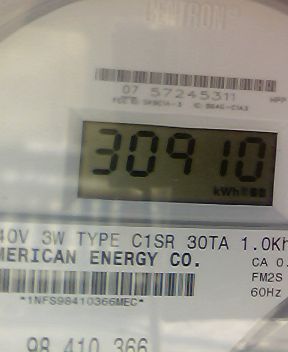 CENTRON
07 57245311
30910
kWh
40V 3W TYPE C1SR 30TA 1.0Kh
MERICAN ENERGY CO.
CA 0.
FM2S
60Hz
*1NFS98410366MEC*
98 410 366